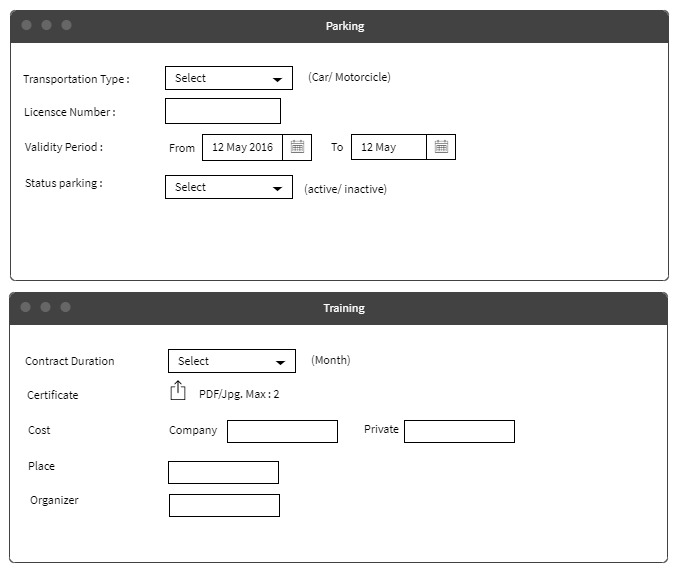 Parking
Transportation Type : Select (Car/ Motorcicle)
Licensce Number :
Validity Period : From 12 May 2016 To 12 May
Status parking : Select (active/ inactive)
Training
Contract Duration Select (Month)
Certificate PDF/Jpg. Max : 2
Cost Company Private
Place
Organizer